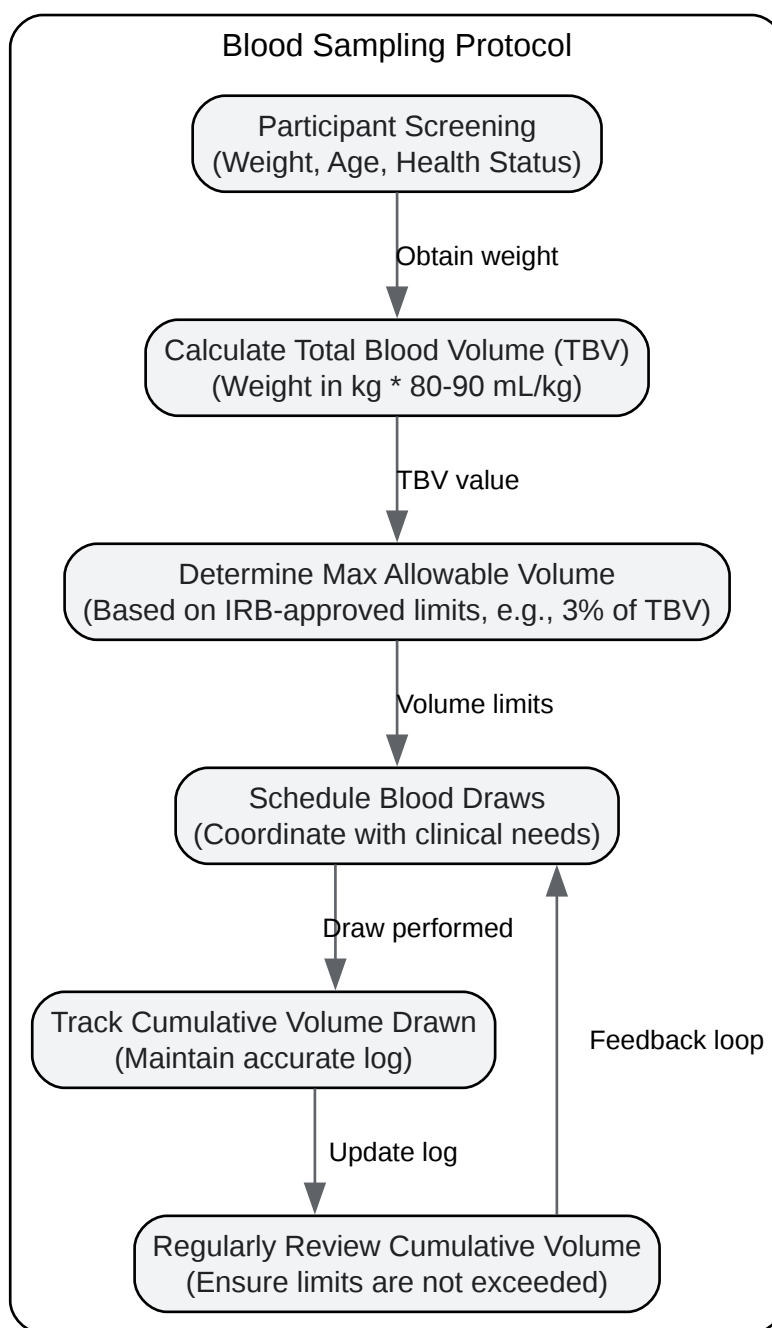 Blood Sampling Protocol
Participant Screening
(Weight, Age, Health Status)
Obtain weight
Calculate Total Blood Volume (TBV)
(Weight in kg * 80-90 mL/kg)
TBV value
Determine Max Allowable Volume
(Based on IRB-approved limits, e.g., 3% of TBV)
Volume limits
Schedule Blood Draws
(Coordinate with clinical needs)
Draw performed
Track Cumulative Volume Drawn
(Maintain accurate log)
Feedback loop
Update log
Regularly Review Cumulative Volume
(Ensure limits are not exceeded)